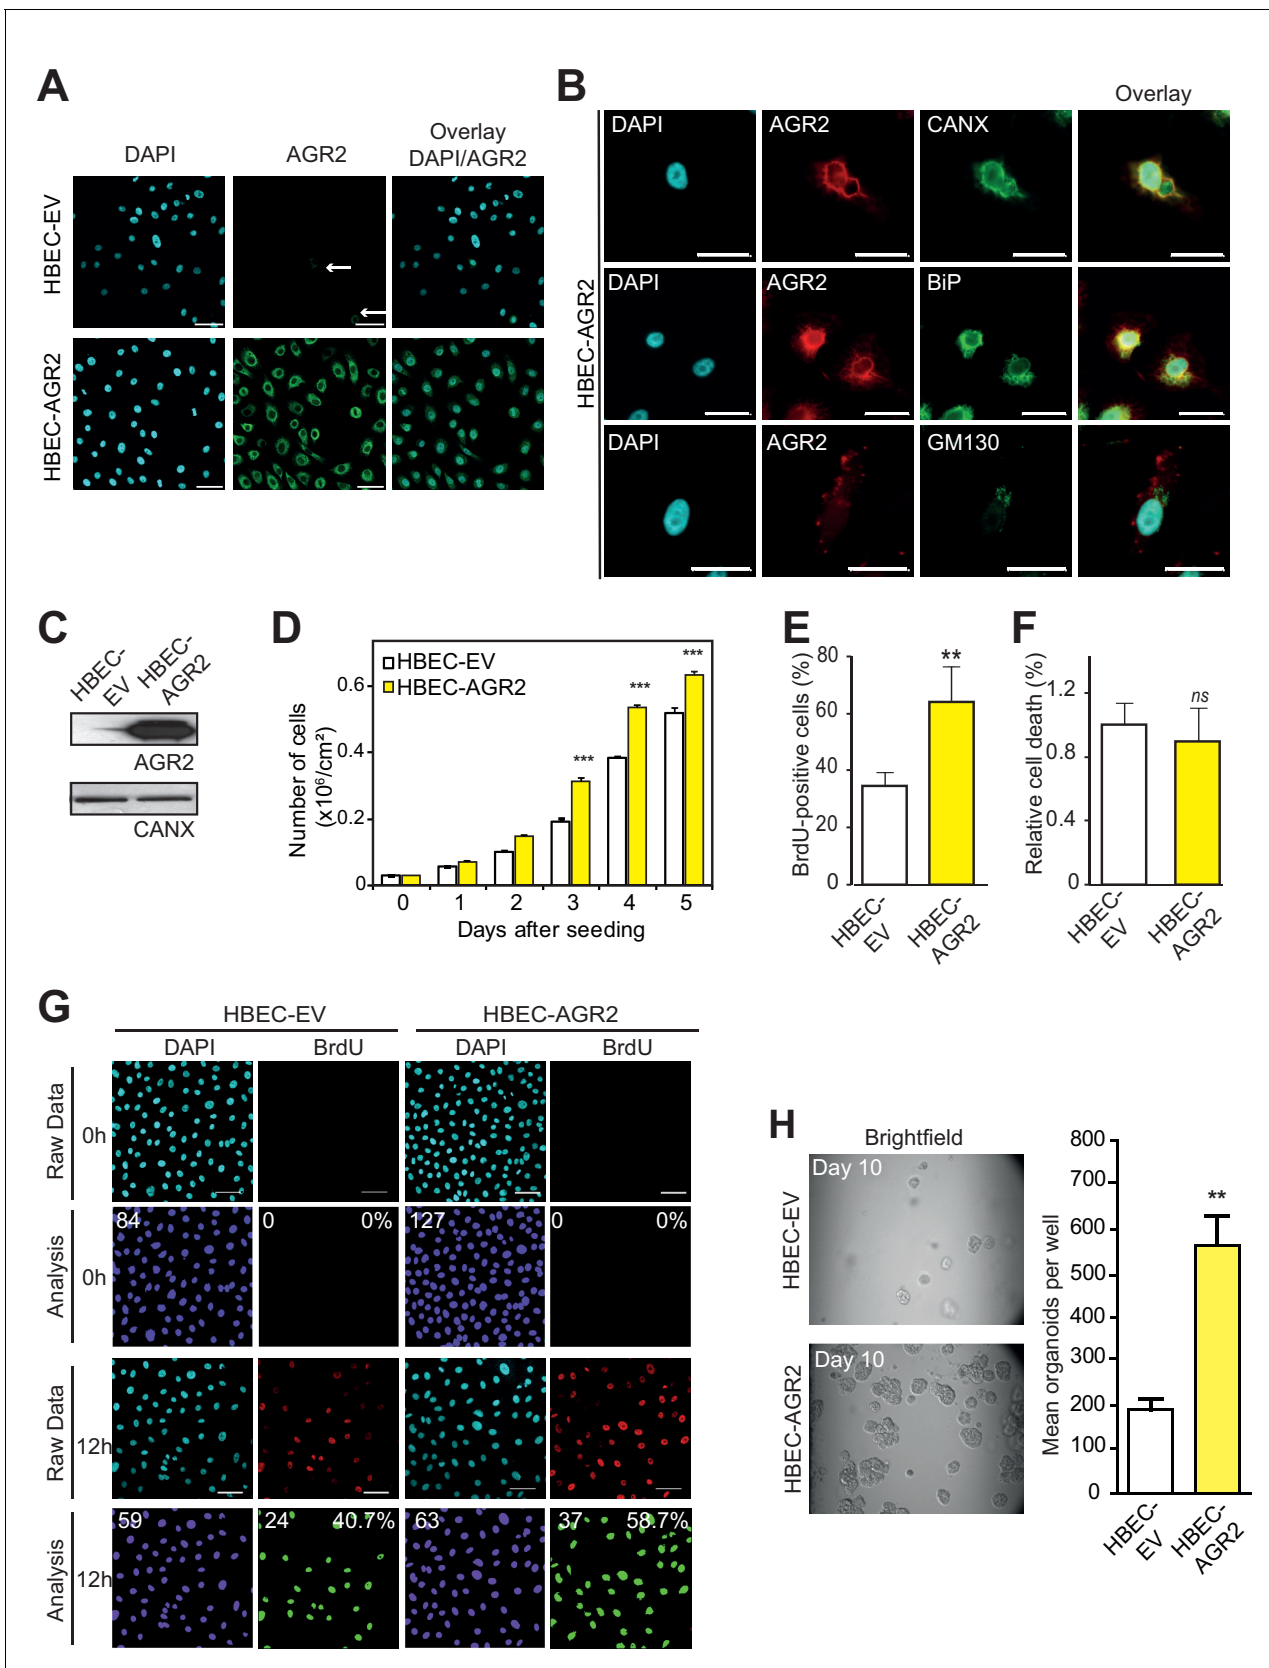 A
DAPI
AGR2
Overlay
DAPI/AGR2
HBEC-EV
HBEC-AGR2
B
Overlay
HBEC-AGR2
DAPI
AGR2
CANX
DAPI
AGR2
BiP
DAPI
AGR2
GM130
C
HBEC-
EV
HBEC-
AGR2
AGR2
CANX
D
Number of cells
(x10⁶/cm²)
0.6
0.4
0.2
0
HBEC-EV
HBEC-AGR2
***
***
***
0 1 2 3 4 5
Days after seeding
E
BrdU-positive cells (%)
80
60
40
20
0
**
HBEC-
EV
HBEC-
AGR2
F
Relative cell death (%)
1.2
0.8
0.4
0
ns
HBEC-
EV
HBEC-
AGR2
G
HBEC-EV
HBEC-AGR2
DAPI
BrdU
DAPI
BrdU
Raw Data
0h
Analysis
0h
84
0 0%
127
0 0%
Raw Data
12h
Analysis
12h
59
24 40.7%
63
37 58.7%
H
Brightfield
HBEC-EV
Day 10
HBEC-AGR2
Day 10
Mean organoids per well
800
700
600
500
400
300
200
100
0
**
HBEC-
EV
HBEC-
AGR2